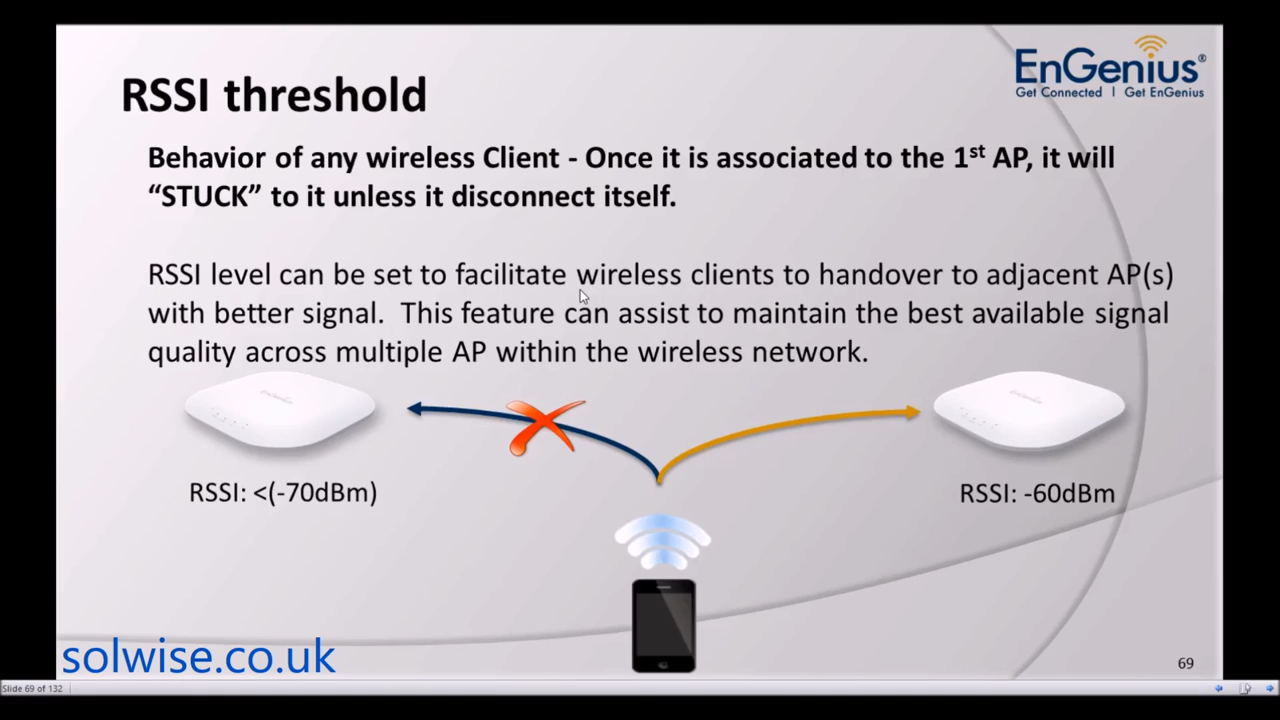 RSSI threshold
EnGenius®
Get Connected | Get EnGenius
Behavior of any wireless Client - Once it is associated to the 1st AP, it will
“STUCK” to it unless it disconnect itself.
RSSI level can be set to facilitate wireless clients to handover to adjacent AP(s)
with better signal. This feature can assist to maintain the best available signal
quality across multiple AP within the wireless network.
EnGenius
EnGenius
RSSI: <(-70dBm)
RSSI: -60dBm
solwise.co.uk
69
Slide 69 of 132